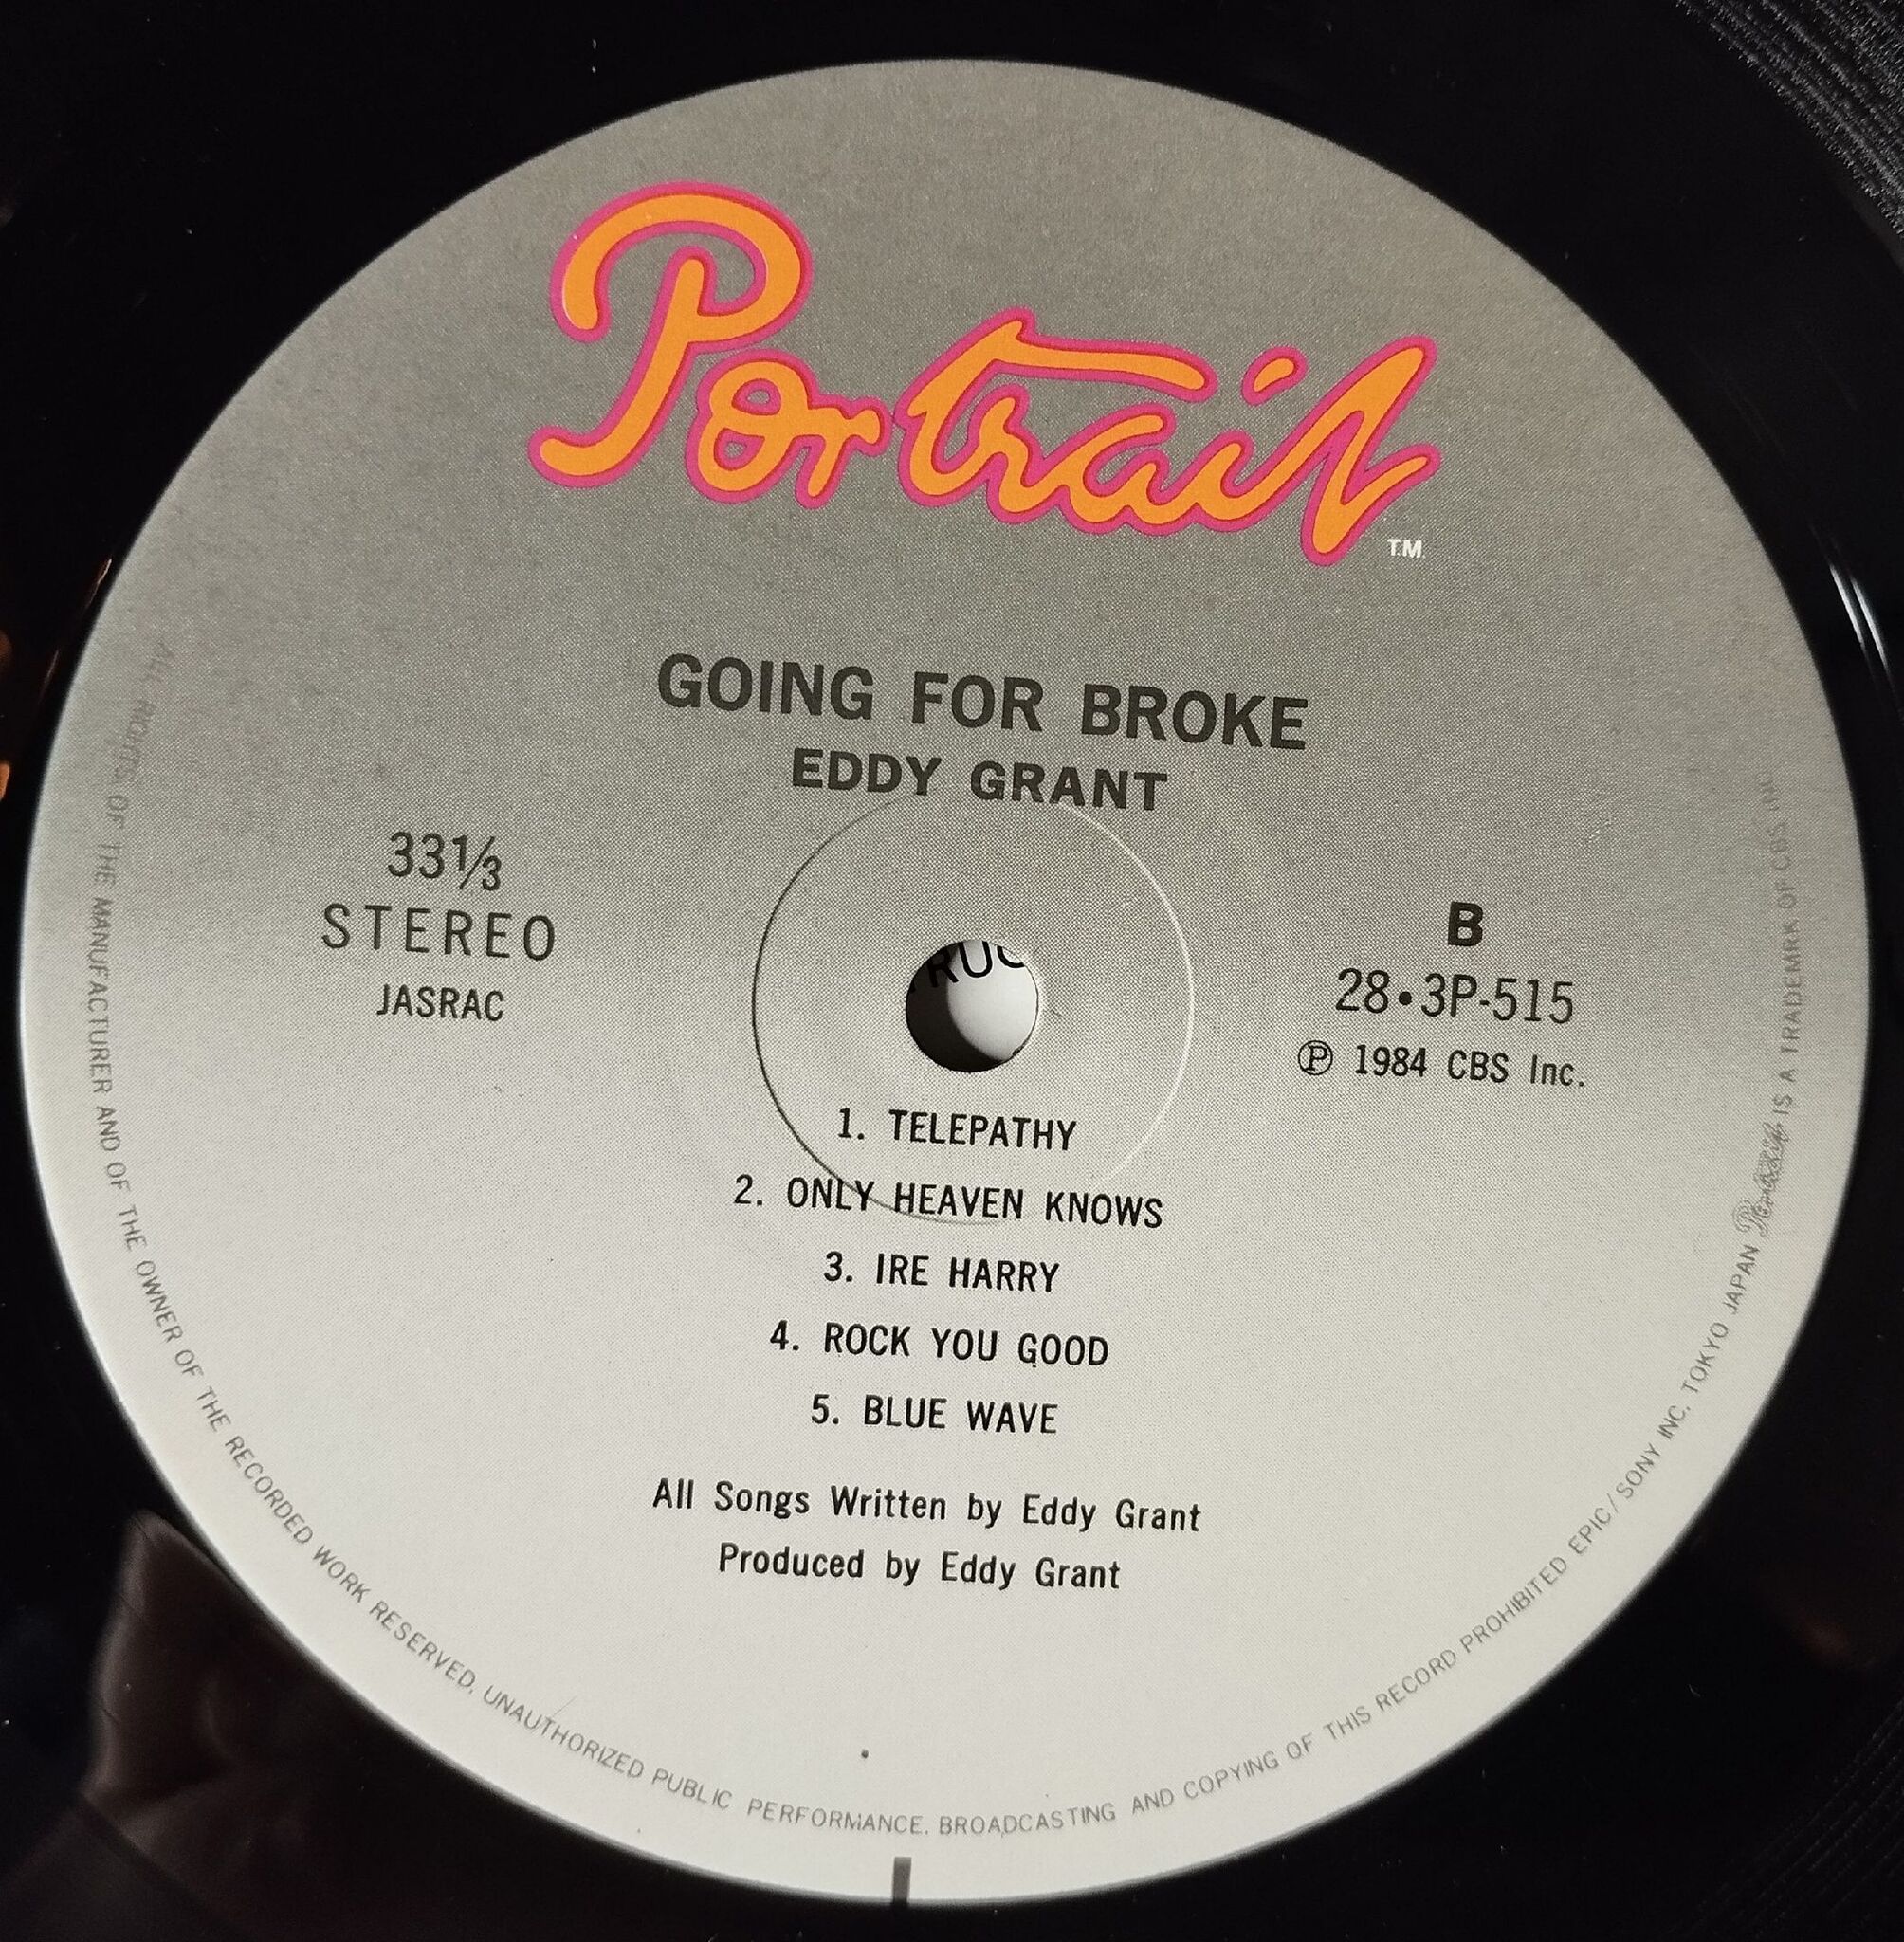 Portrait
T.M.
GOING FOR BROKE
EDDY GRANT
33⅓
STEREO
JASRAC
B
28・3P-515
Ⓟ 1984 CBS Inc.
RUC
1. TELEPATHY
2. ONLY HEAVEN KNOWS
3. IRE HARRY
4. ROCK YOU GOOD
5. BLUE WAVE
All Songs Written by Eddy Grant
Produced by Eddy Grant
ALL RIGHTS OF THE MANUFACTURER AND OF THE OWNER OF THE RECORDED WORK RESERVED. UNAUTHORIZED PUBLIC PERFORMANCE. BROADCASTING AND COPYING OF THIS RECORD PROHIBITED EPIC/SONY INC. TOKYO JAPAN Portrait IS A TRADEMRK OF CBS INC.